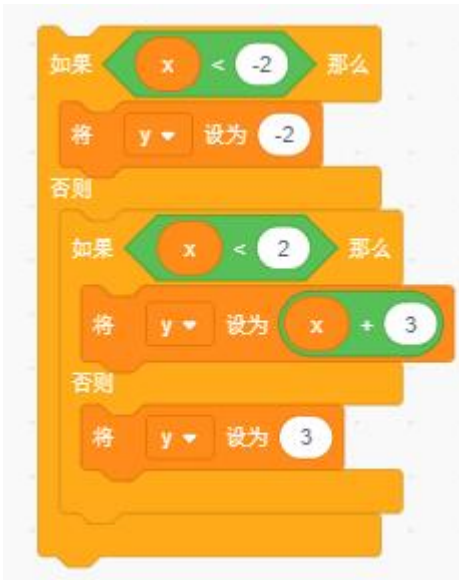 如果 x < -2 那么
将 y 设为 -2
否则
如果 x < 2 那么
将 y 设为 x + 3
否则
将 y 设为 3